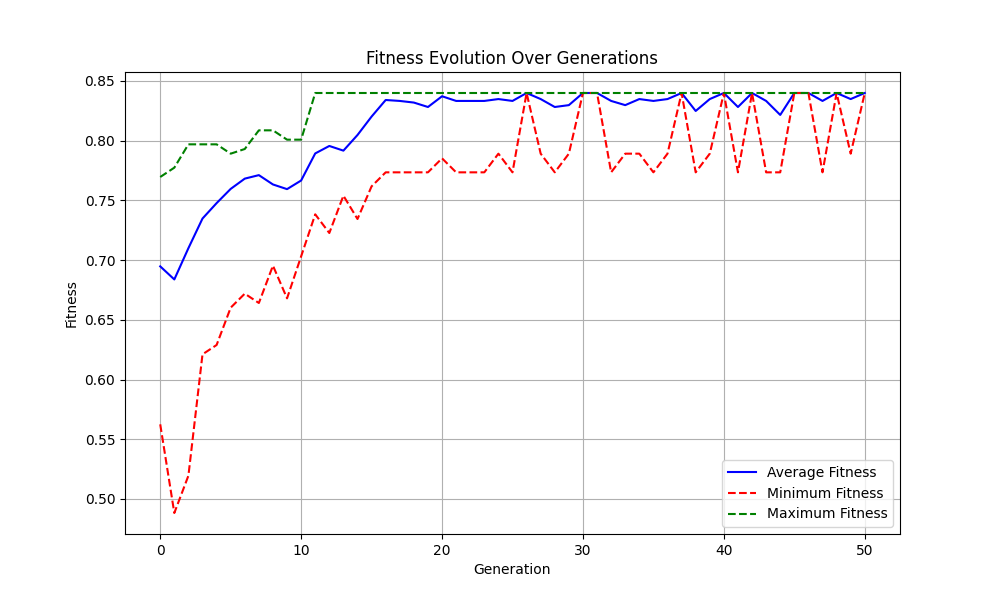 Fitness Evolution Over Generations
Fitness
0.85
0.80
0.75
0.70
0.65
0.60
0.55
0.50
0
10
20
30
40
50
Generation
Average Fitness
Minimum Fitness
Maximum Fitness